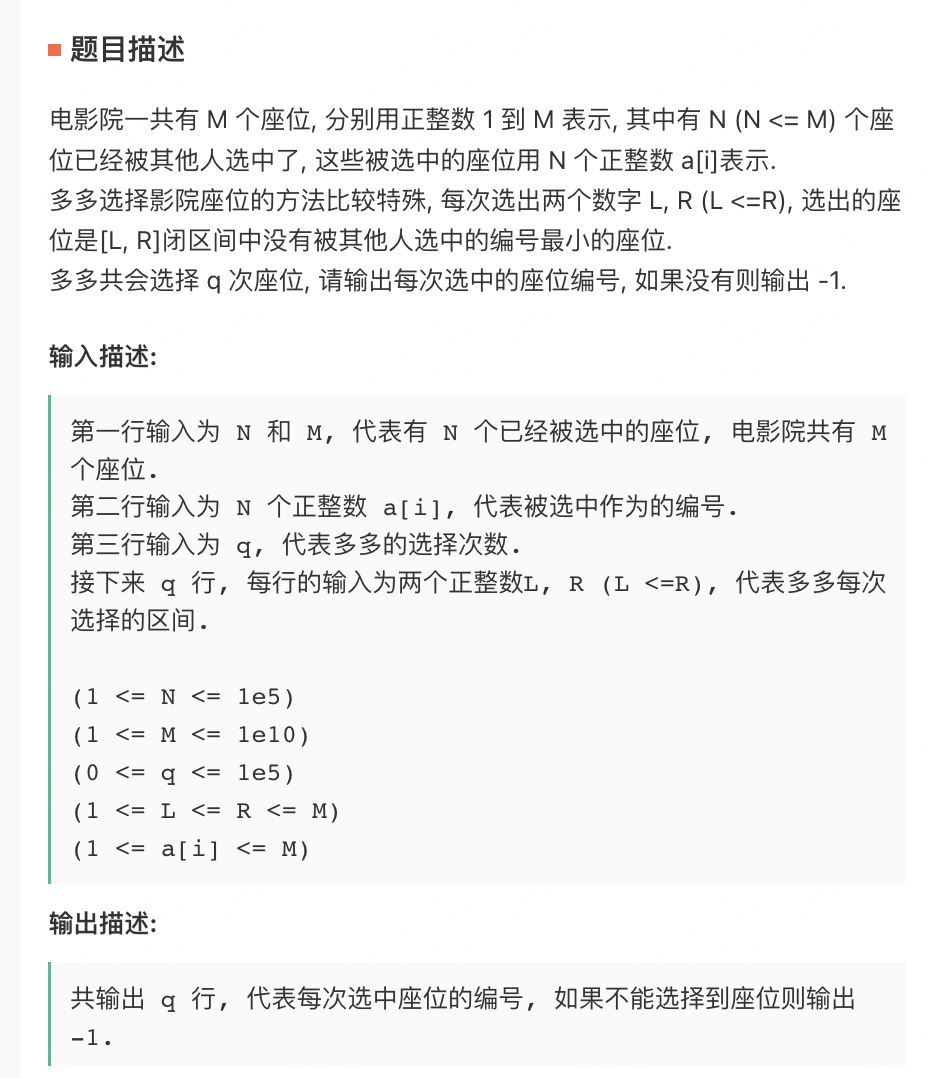 题目描述
电影院一共有 M 个座位, 分别用正整数 1 到 M 表示, 其中有 N (N <= M) 个座
位已经被其他人选中了, 这些被选中的座位用 N 个正整数 a[i]表示.
多多选择影院座位的方法比较特殊, 每次选出两个数字 L, R (L <=R), 选出的座
位是[L, R]闭区间中没有被其他人选中的编号最小的座位.
多多共会选择 q 次座位, 请输出每次选中的座位编号, 如果没有则输出 -1.
输入描述:
第一行输入为 N 和 M, 代表有 N 个已经被选中的座位, 电影院共有 M
个座位.
第二行输入为 N 个正整数 a[i], 代表被选中作为的编号.
第三行输入为 q, 代表多多的选择次数.
接下来 q 行, 每行的输入为两个正整数L, R (L <=R), 代表多多每次
选择的区间.
(1 <= N <= 1e5)
(1 <= M <= 1e10)
(0 <= q <= 1e5)
(1 <= L <= R <= M)
(1 <= a[i] <= M)
输出描述:
共输出 q 行, 代表每次选中座位的编号, 如果不能选择到座位则输出
-1.